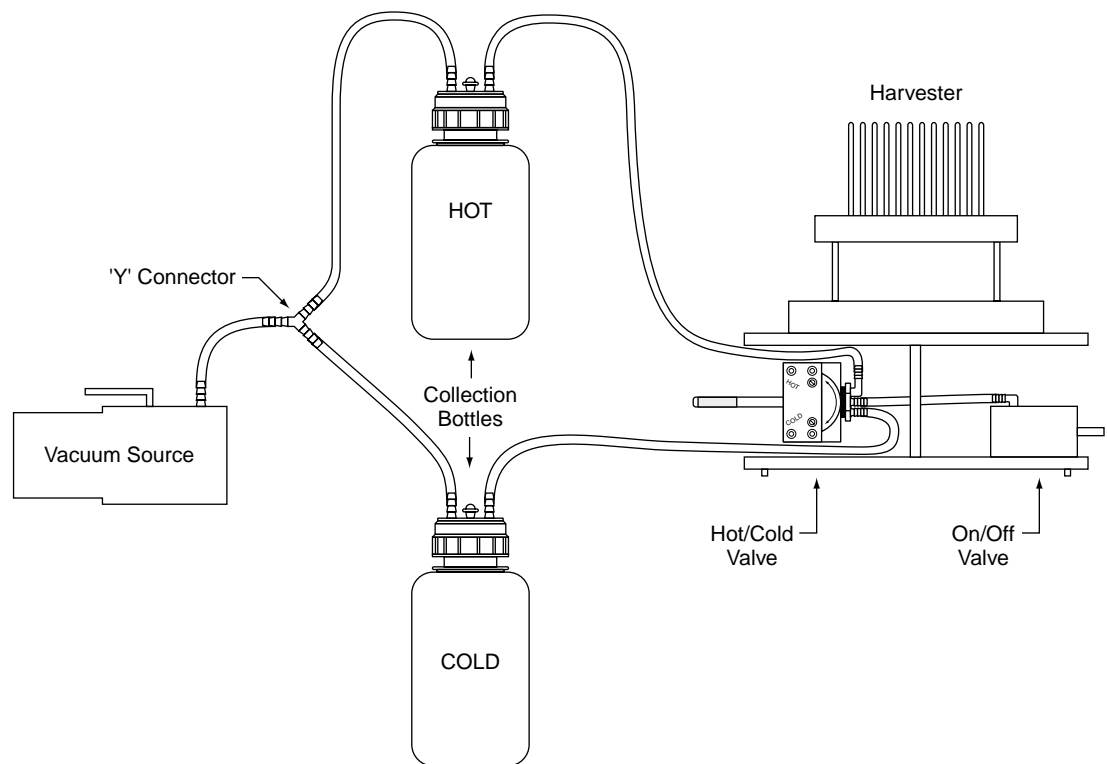 Harvester
HOT
'Y' Connector
Collection
Bottles
HOT
COLD
Vacuum Source
Hot/Cold
Valve
On/Off
Valve
COLD